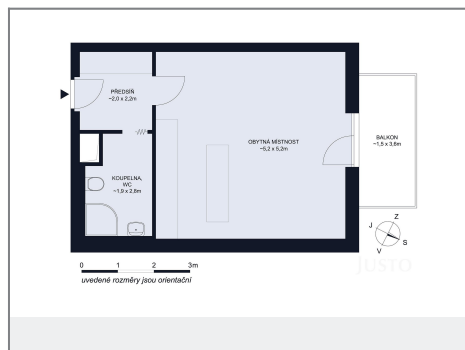 PŘEDSÍŇ
~2,0 x 2,2m
OBYTNÁ MÍSTNOST
~5,2 x 5,2m
BALKON
~1,5 x 3,6m
KOUPELNA,
WC
~1,9 x 2,8m
Z
J
S
V
JUSTO
0 1 2 3m
uvedené rozměry jsou orientační